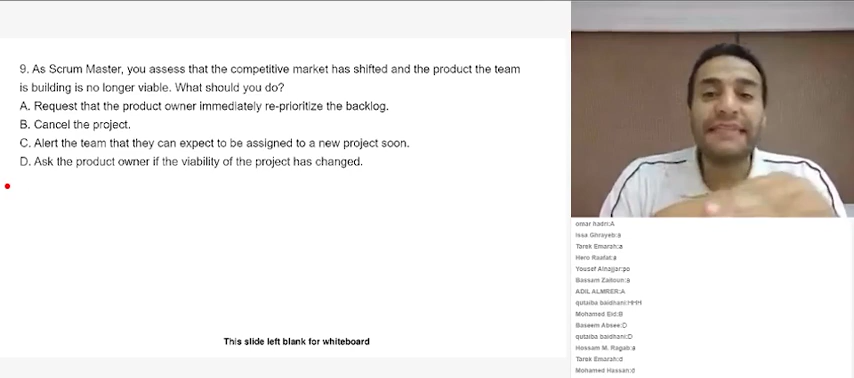 9. As Scrum Master, you assess that the competitive market has shifted and the product the team
is building is no longer viable. What should you do?
A. Request that the product owner immediately re-prioritize the backlog.
B. Cancel the project.
C. Alert the team that they can expect to be assigned to a new project soon.
D. Ask the product owner if the viability of the project has changed.
This slide left blank for whiteboard
omar hadri:A
Issa Ghrayeb:a
Tarek Emarah:a
Hero Raafat:a
Yousef Alnajjar:po
Bassam Zaitoun:a
ADIL ALMRER:A
qutaiba baidhani:HHH
Mohamed Eid:B
Baseem Absee:D
qutaiba baidhani:D
Hossam M. Ragab:a
Tarek Emarah:d
Mohamed Hassan:d